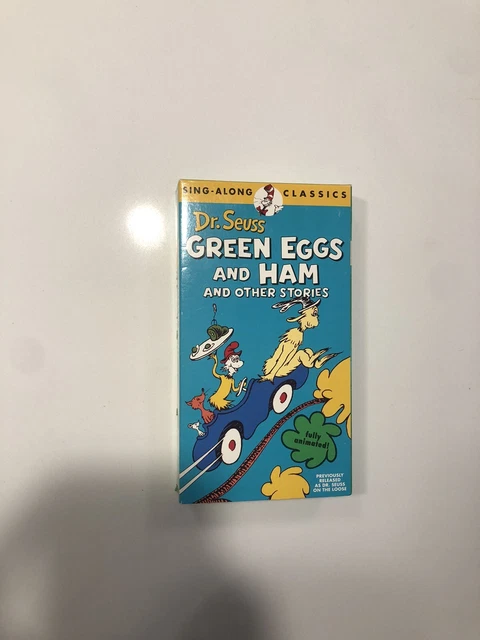 SING-ALONG CLASSICS
Dr. Seuss
GREEN EGGS
AND HAM
AND OTHER STORIES
fully
animated!
PREVIOUSLY
RELEASED
AS DR. SEUSS
ON THE LOOSE